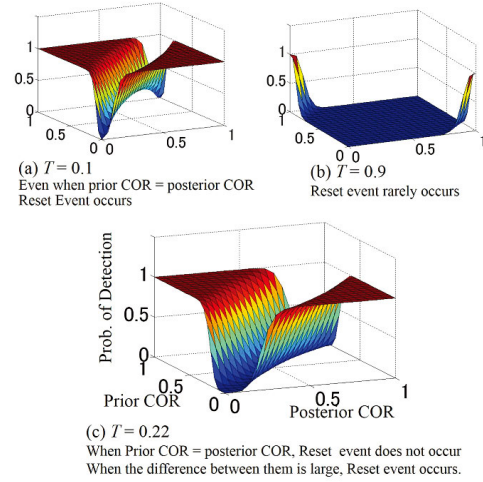 1
0.5
0
1
0.5
0 0
0.5
1
(a) T = 0.1
Even when prior COR = posterior COR
Reset Event occurs
1
0.5
0
1
0.5
0 0
0.5
1
(b) T = 0.9
Reset event rarely occurs
Prob. of Detection
1
0.5
0
1
0.5
0 0
0.5
1
Prior COR
Posterior COR
(c) T = 0.22
When Prior COR = posterior COR, Reset event does not occur
When the difference between them is large, Reset event occurs.